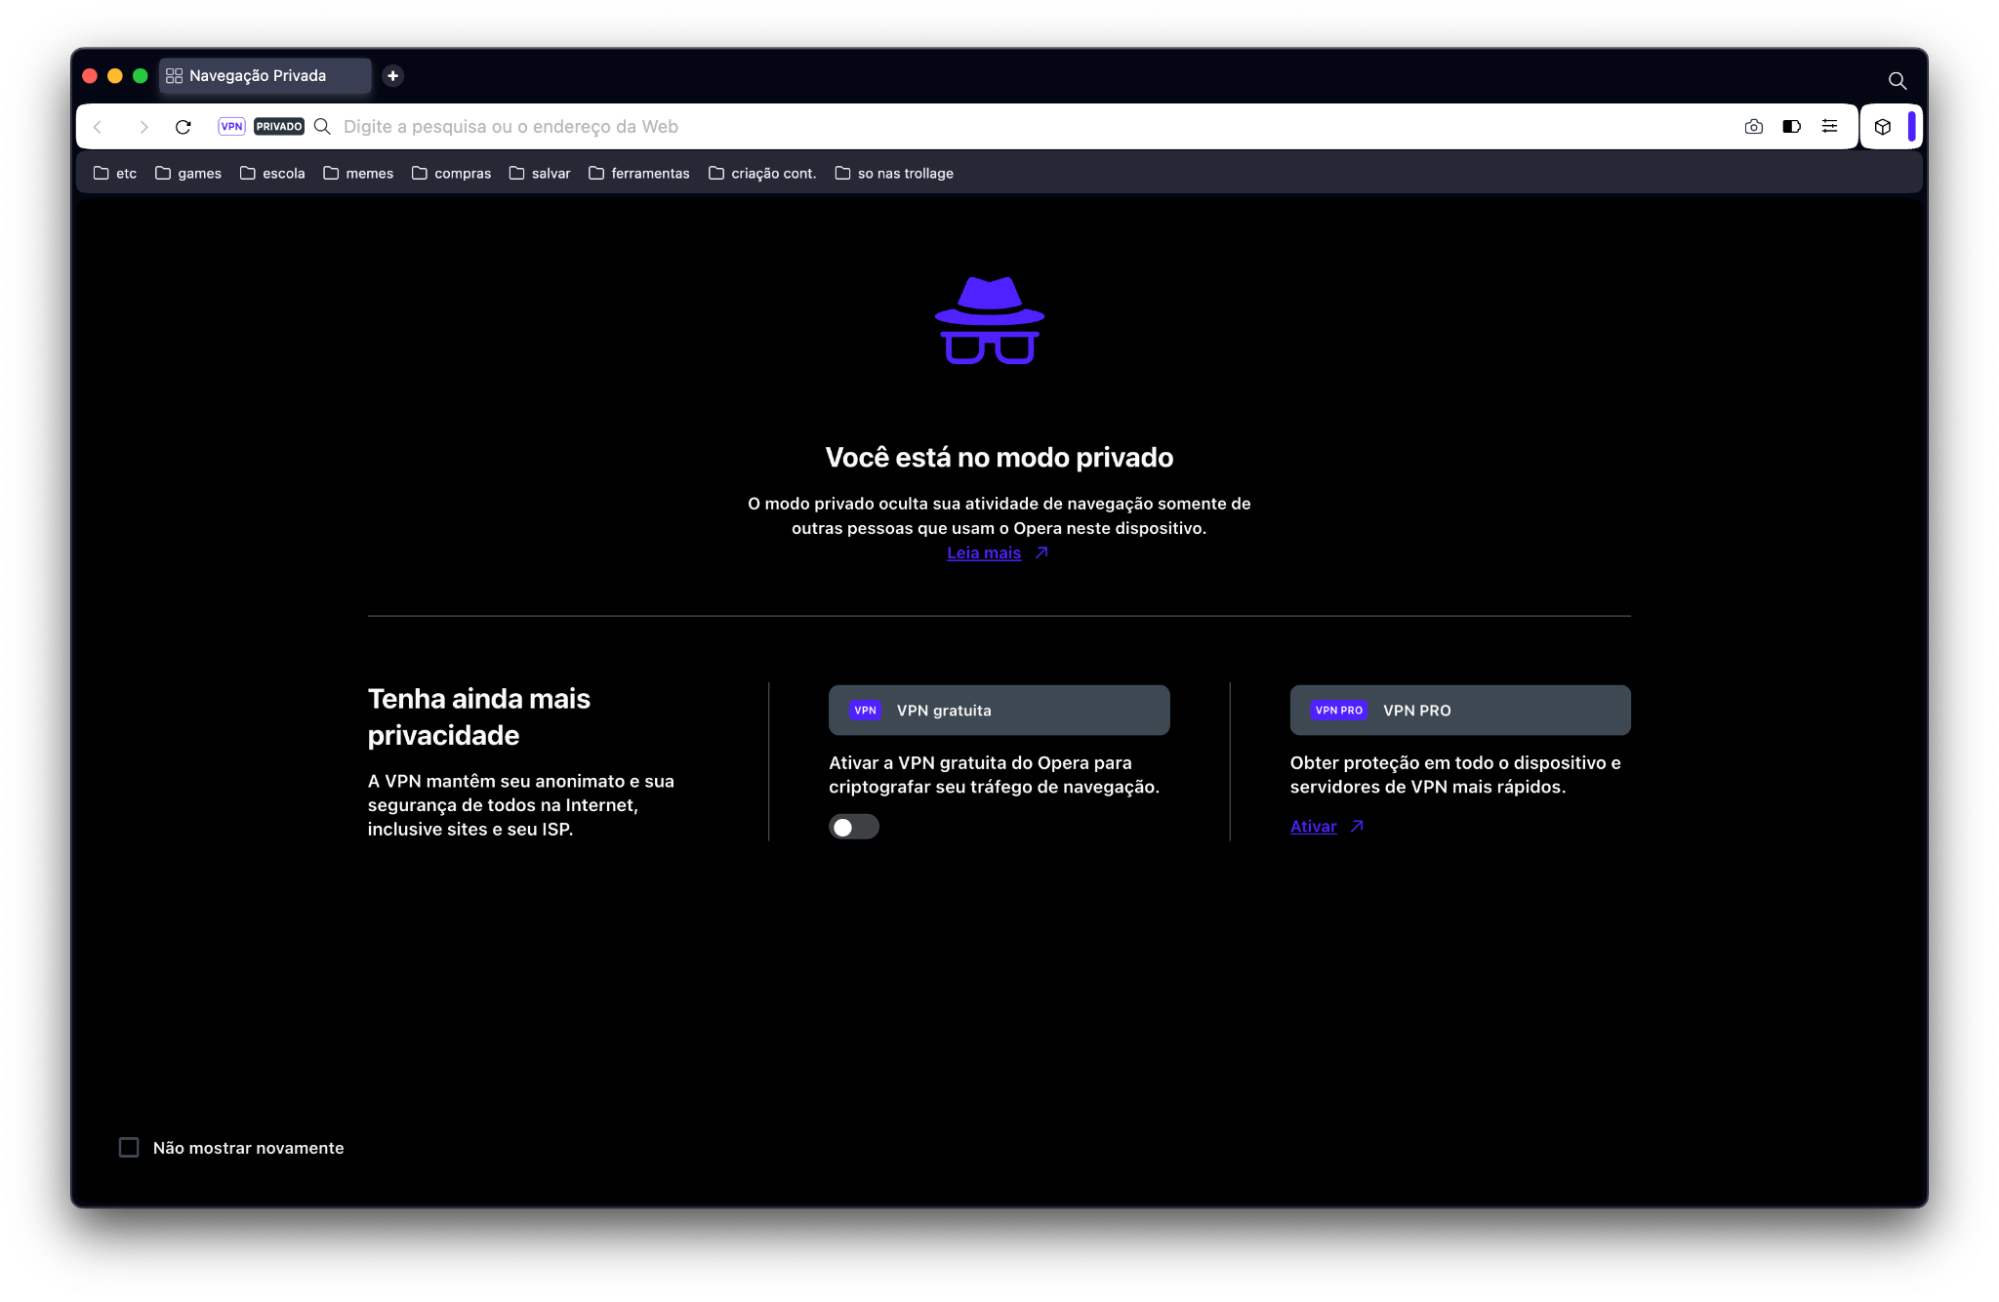 Navegação Privada
VPN PRIVADO Digite a pesquisa ou o endereço da Web
etc games escola memes compras salvar ferramentas criação cont. so nas trollage
Você está no modo privado
O modo privado oculta sua atividade de navegação somente de
outras pessoas que usam o Opera neste dispositivo.
Leia mais
Tenha ainda mais
privacidade
A VPN mantêm seu anonimato e sua
segurança de todos na Internet,
inclusive sites e seu ISP.
VPN VPN gratuita
Ativar a VPN gratuita do Opera para
criptografar seu tráfego de navegação.
VPN PRO VPN PRO
Obter proteção em todo o dispositivo e
servidores de VPN mais rápidos.
Ativar
Não mostrar novamente